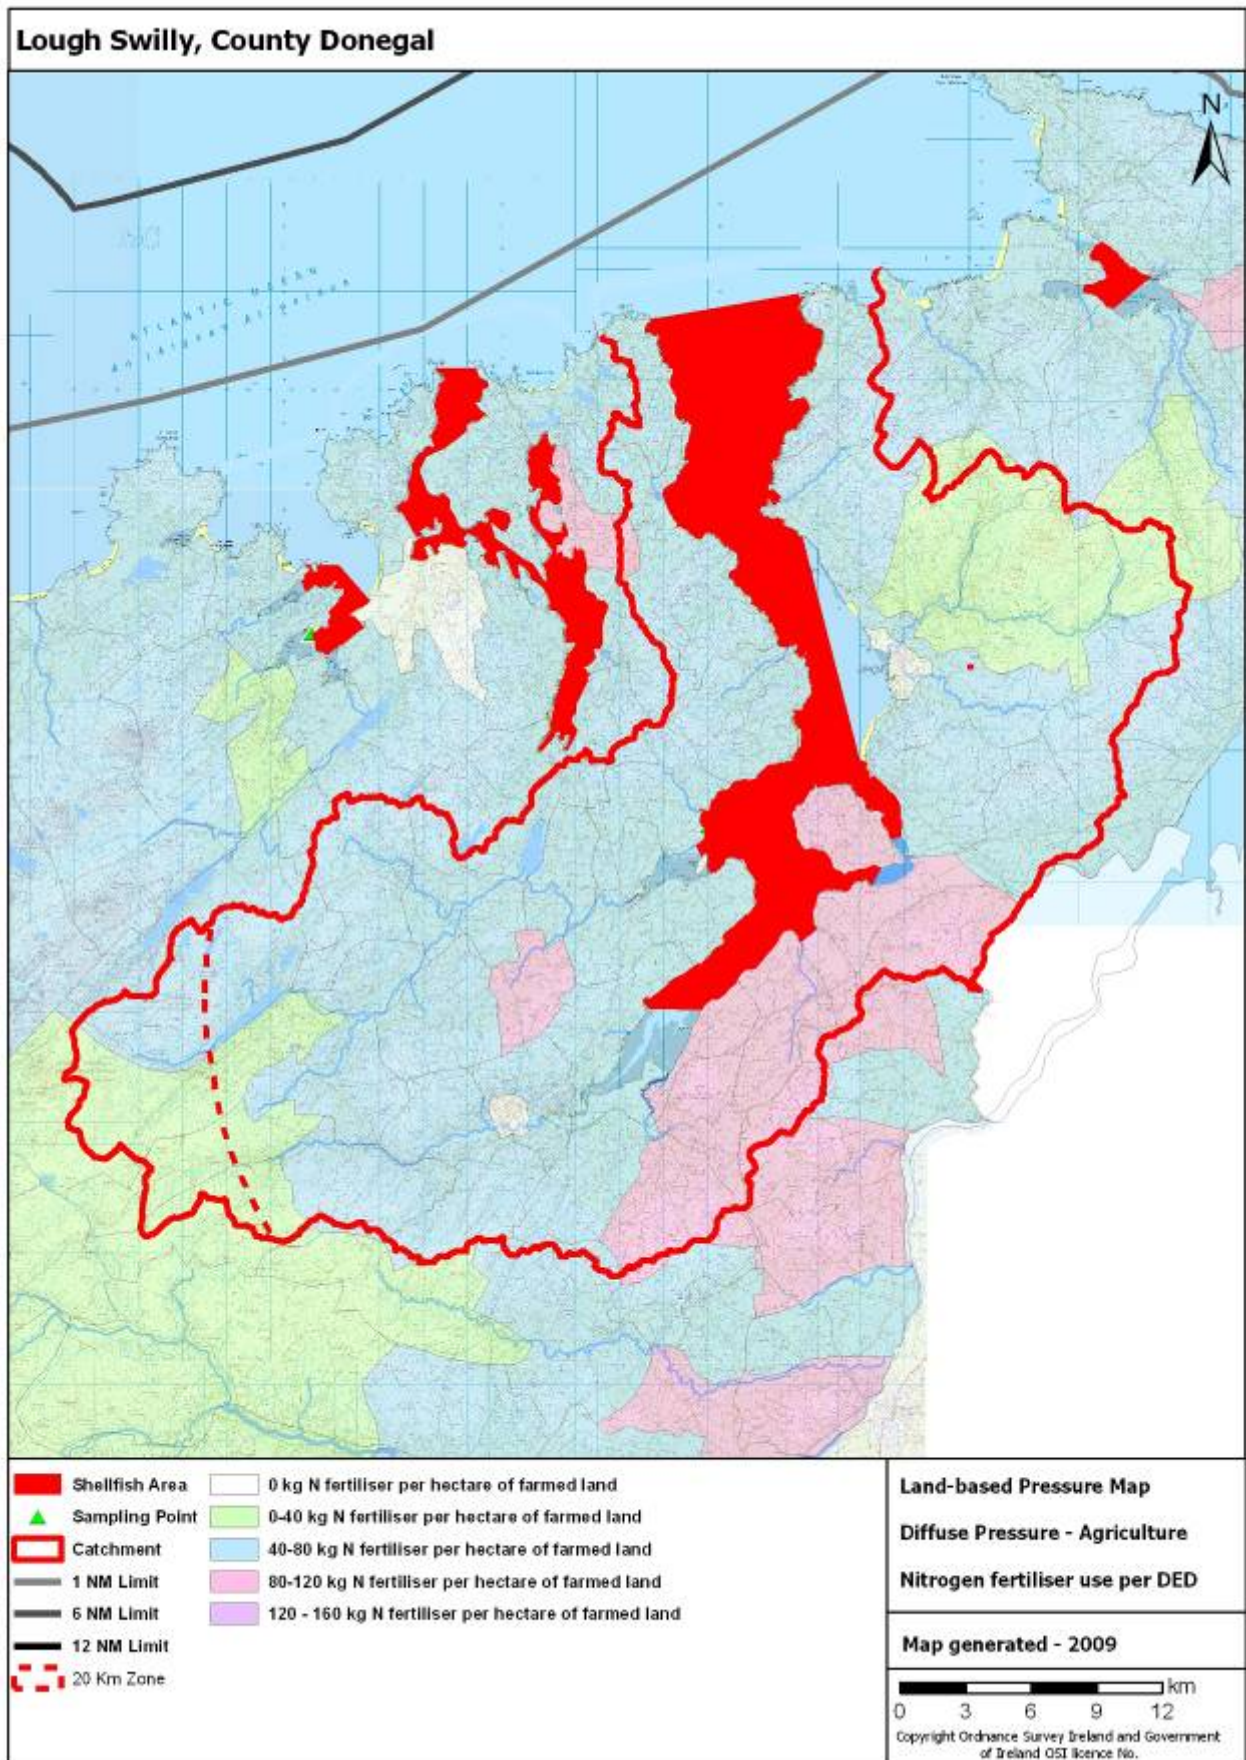 Lough Swilly, County Donegal
N
ATLANTIC OCEAN
Shellfish Area
Sampling Point
Catchment
1 NM Limit
6 NM Limit
12 NM Limit
20 Km Zone
0 kg N fertiliser per hectare of farmed land
0-40 kg N fertiliser per hectare of farmed land
40-80 kg N fertiliser per hectare of farmed land
80-120 kg N fertiliser per hectare of farmed land
120 - 160 kg N fertiliser per hectare of farmed land
Land-based Pressure Map
Diffuse Pressure - Agriculture
Nitrogen fertiliser use per DED
Map generated - 2009
km
0 3 6 9 12
Copyright Ordnance Survey Ireland and Government
of Ireland OSI licence No.